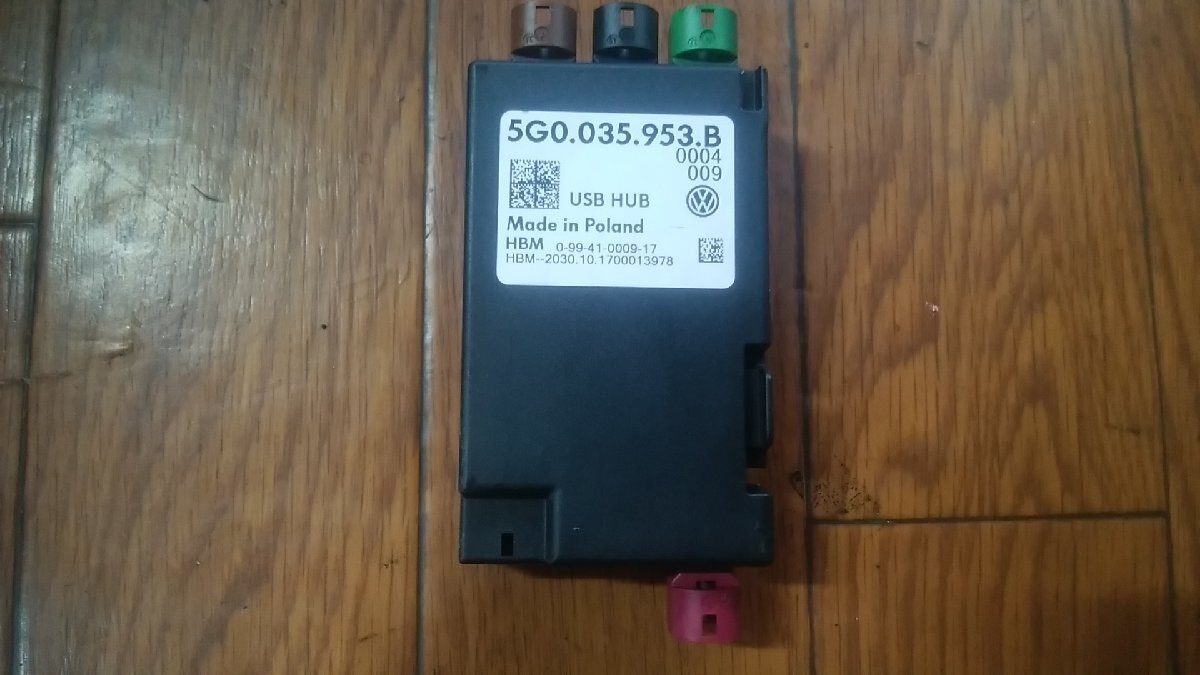 5G0.035.953.B
0004
009
USB HUB
Made in Poland
HBM 0-99-41-0009-17
HBM--2030.10.1700013978